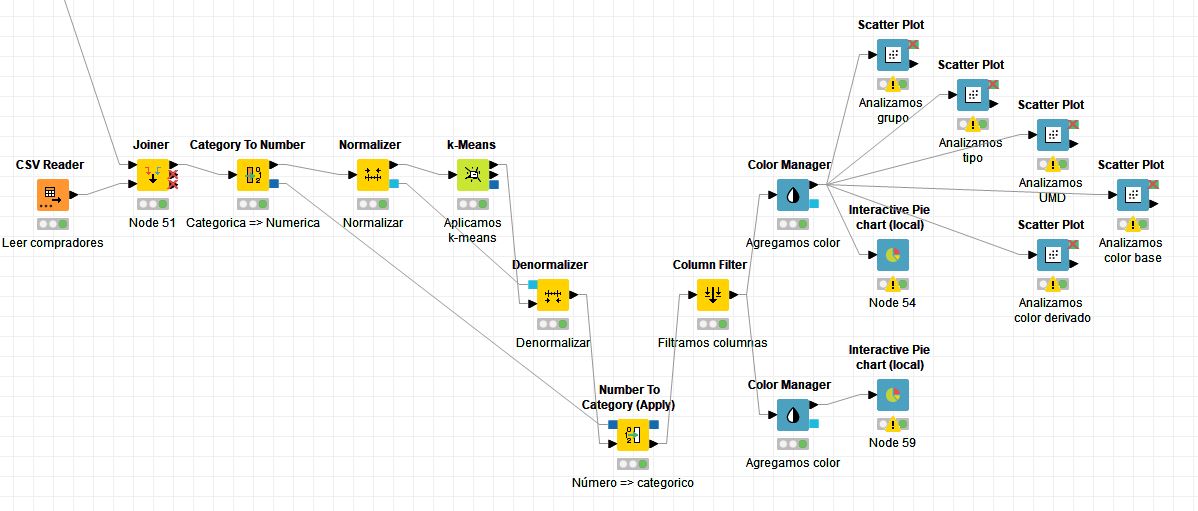 Scatter Plot
Analizamos
grupo
Scatter Plot
Analizamos
tipo
Scatter Plot
Analizamos
UMD
Scatter Plot
Analizamos
color base
Scatter Plot
Analizamos
color derivado
CSV Reader
Leer compradores
Joiner
Node 51
Category To Number
Categorica => Numerica
Normalizer
Normalizar
k-Means
Aplicamos
k-means
Denormalizer
Denormalizar
Number To
Category (Apply)
Número => categorico
Column Filter
Filtramos columnas
Color Manager
Agregamos color
Interactive Pie
chart (local)
Node 54
Color Manager
Agregamos color
Interactive Pie
chart (local)
Node 59